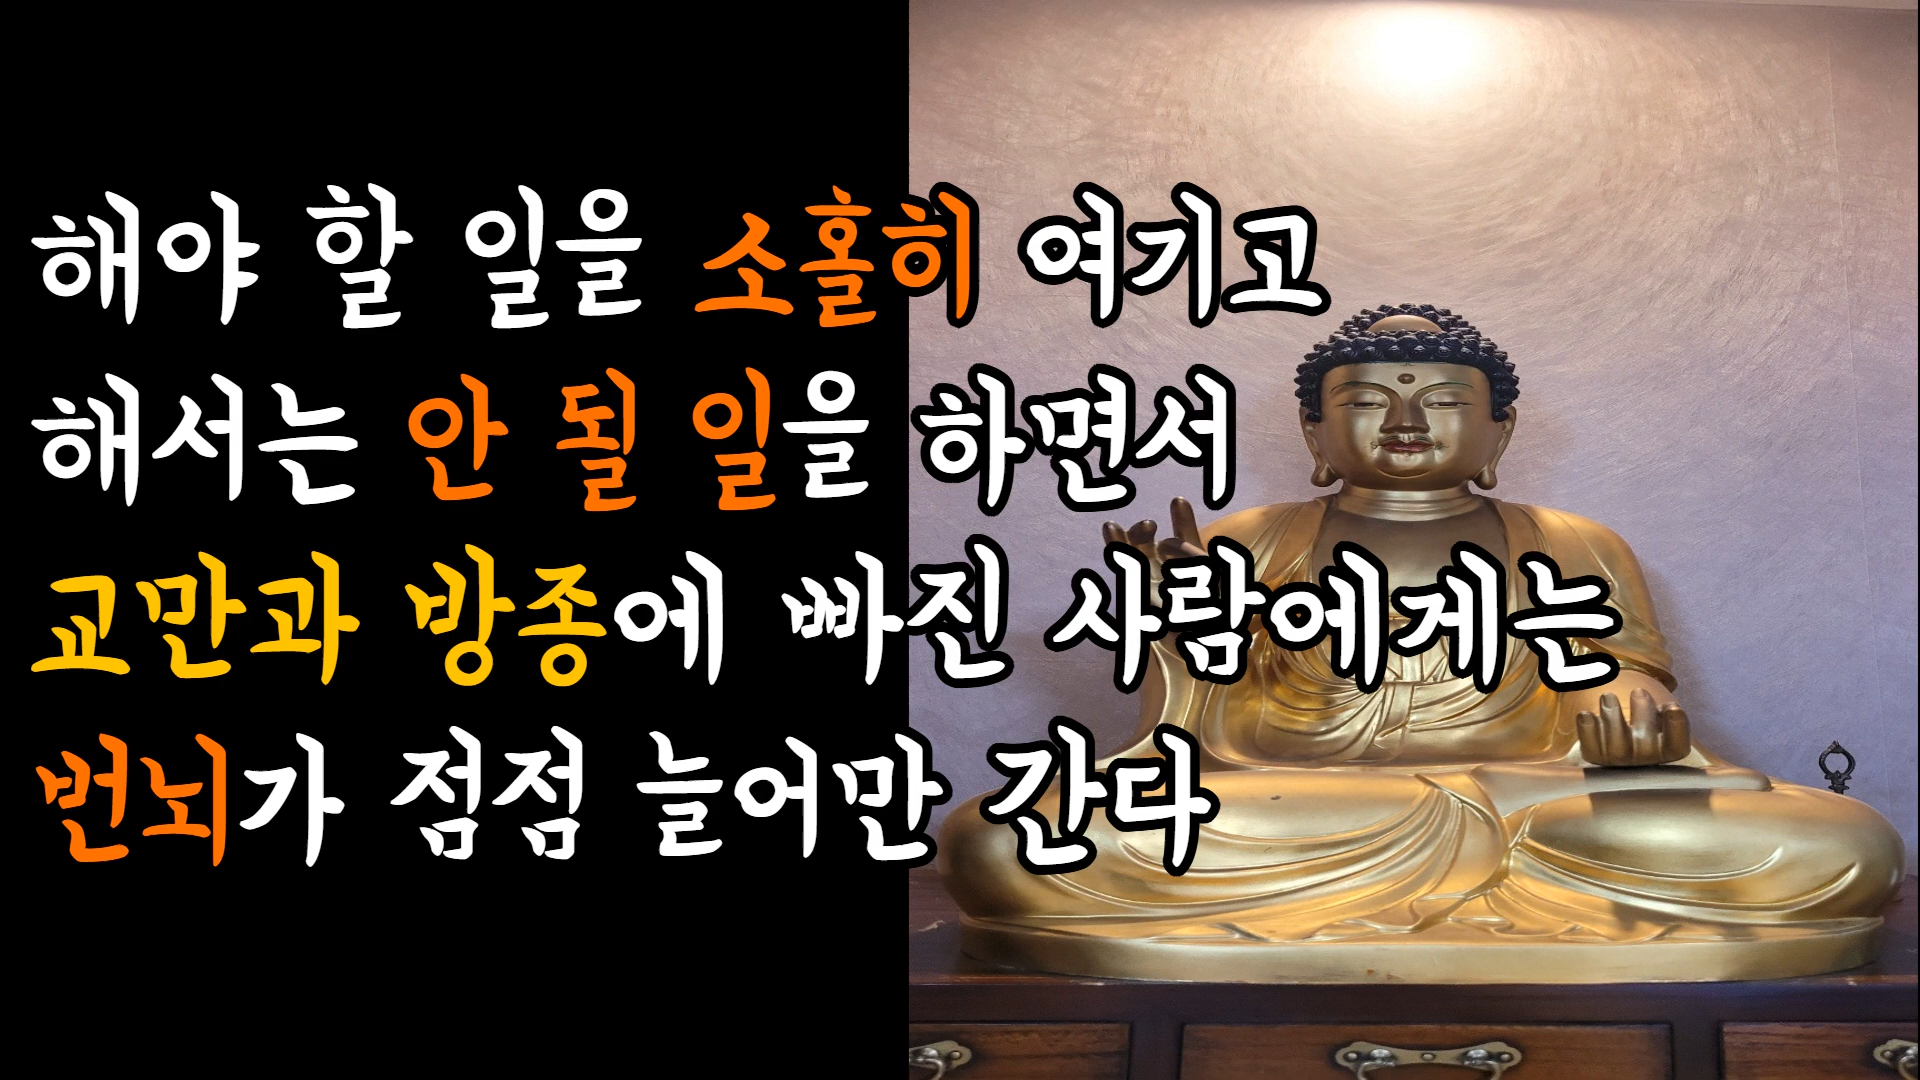 해야 할 일을 소홀히 여기고
해서는 안 될 일을 하면서
교만과 방종에 빠진 사람에게는
번뇌가 점점 늘어만 간다